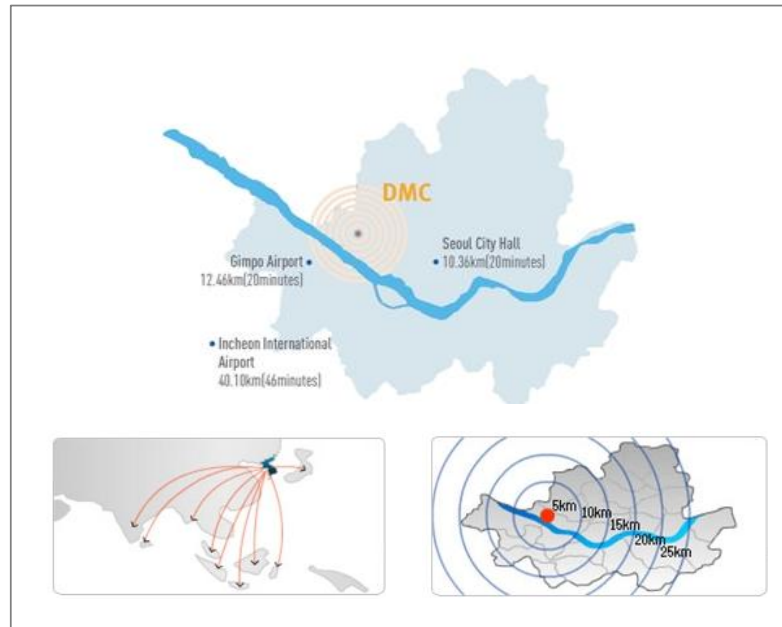 DMC
Seoul City Hall
10.36km(20minutes)
Gimpo Airport
12.46km(20minutes)
Incheon International
Airport
40.10km(46minutes)
5km
10km
15km
20km
25km